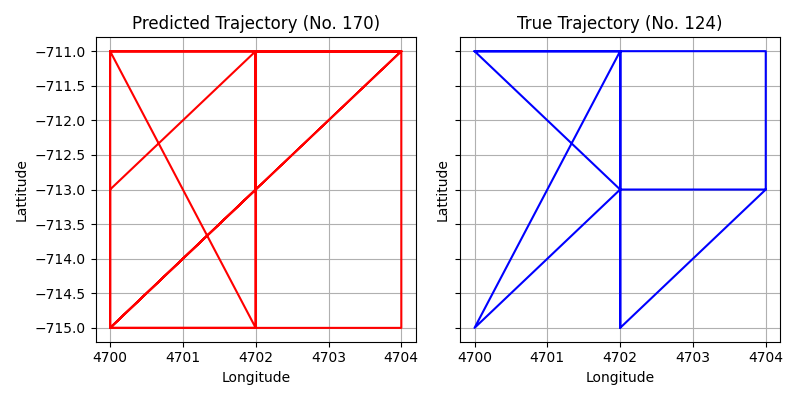 Predicted Trajectory (No. 170)
True Trajectory (No. 124)
−711.0
−711.5
−712.0
−712.5
−713.0
−713.5
−714.0
−714.5
−715.0
Lattitude
Lattitude
4700 4701 4702 4703 4704
4700 4701 4702 4703 4704
Longitude
Longitude